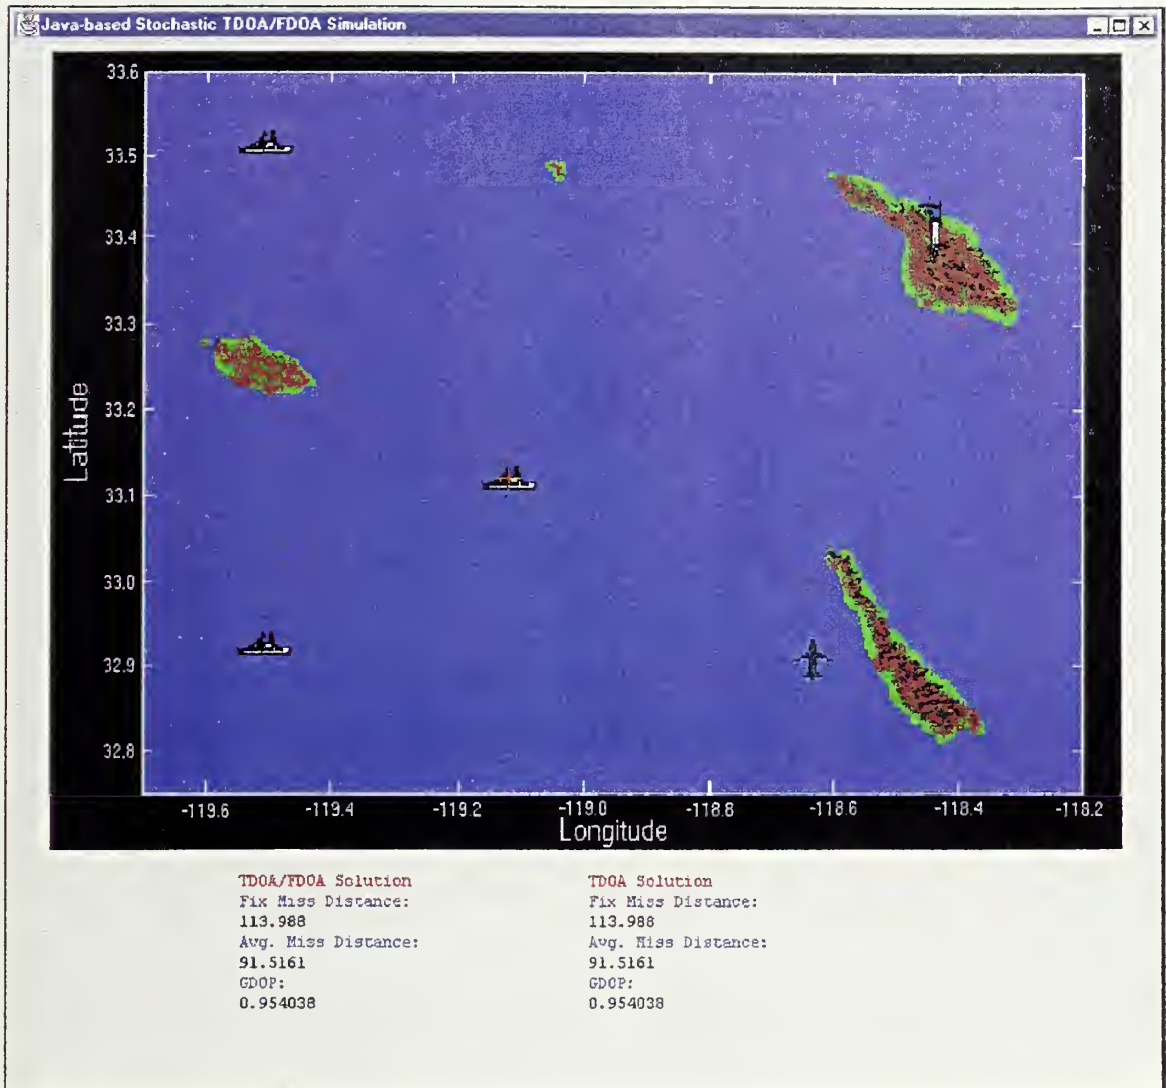 Java-based Stochastic TDOA/FDOA Simulation
33.6
33.5
33.4
33.3
33.2
33.1
33.0
32.9
32.8
Latitude
-119.6 -119.4 -119.2 -119.0 -118.8 -118.6 -118.4 -118.2
Longitude
TDOA/FDOA Solution
Fix Miss Distance:
113.988
Avg. Miss Distance:
91.5161
GDOP:
0.954038
TDOA Solution
Fix Miss Distance:
113.988
Avg. Miss Distance:
91.5161
GDOP:
0.954038